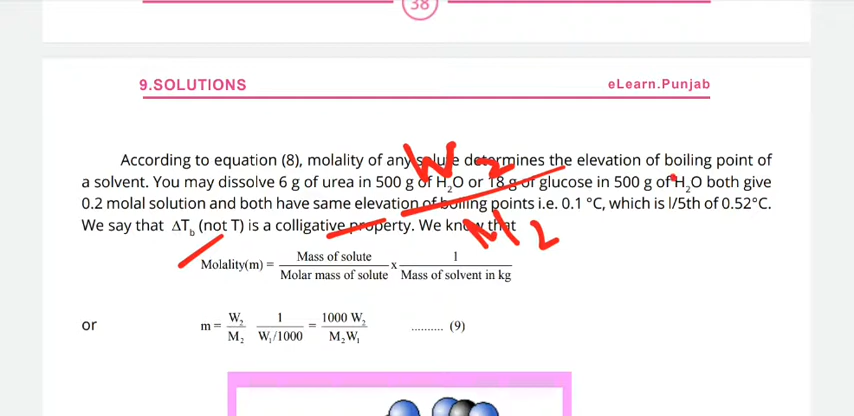 38
9.SOLUTIONS
eLearn.Punjab
According to equation (8), molality of any solute determines the elevation of boiling point of
a solvent. You may dissolve 6 g of urea in 500 g of H₂O or 18 g of glucose in 500 g of H₂O both give
0.2 molal solution and both have same elevation of boiling points i.e. 0.1 °C, which is l/5th of 0.52°C.
We say that ΔT_b (not T) is a colligative property. We know that
W 2
M 2
Molality(m) = Mass of solute / Molar mass of solute x 1 / Mass of solvent in kg
or m = W₂ / M₂ 1 / W₁/1000 = 1000 W₂ / M₂W₁ .......... (9)